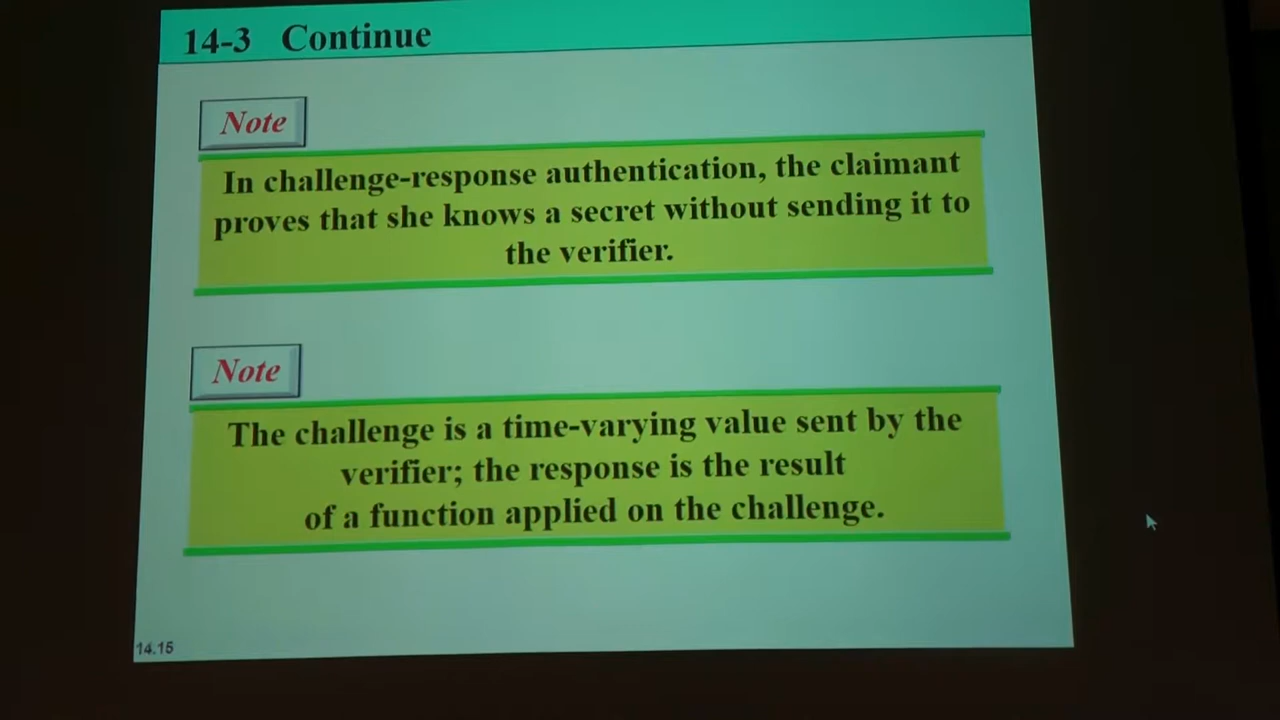 14-3 Continue
Note
In challenge-response authentication, the claimant
proves that she knows a secret without sending it to
the verifier.
Note
The challenge is a time-varying value sent by the
verifier; the response is the result
of a function applied on the challenge.
14.15